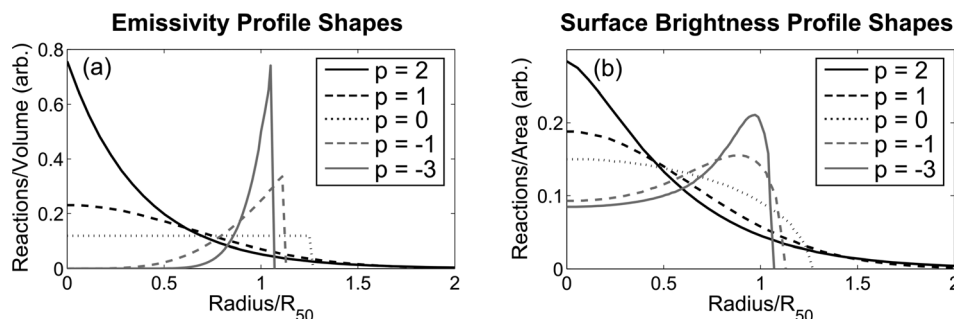 Emissivity Profile Shapes
Reactions/Volume (arb.)
0.8
0.6
0.4
0.2
0
(a)
p = 2
p = 1
p = 0
p = -1
p = -3
0
0.5
1
1.5
2
Radius/R50
Surface Brightness Profile Shapes
Reactions/Area (arb.)
0.2
0.1
0
(b)
p = 2
p = 1
p = 0
p = -1
p = -3
0
0.5
1
1.5
2
Radius/R50